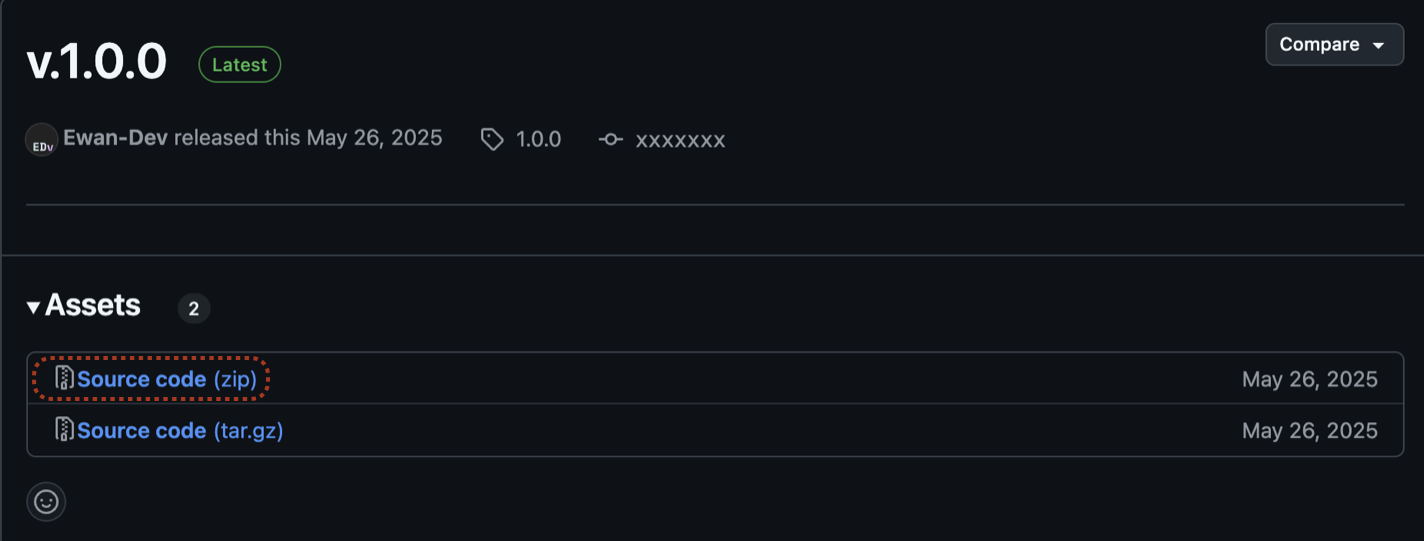 v.1.0.0 Latest Compare
EDv Ewan-Dev released this May 26, 2025 1.0.0 xxxxxxx
Assets 2
Source code (zip) May 26, 2025
Source code (tar.gz) May 26, 2025